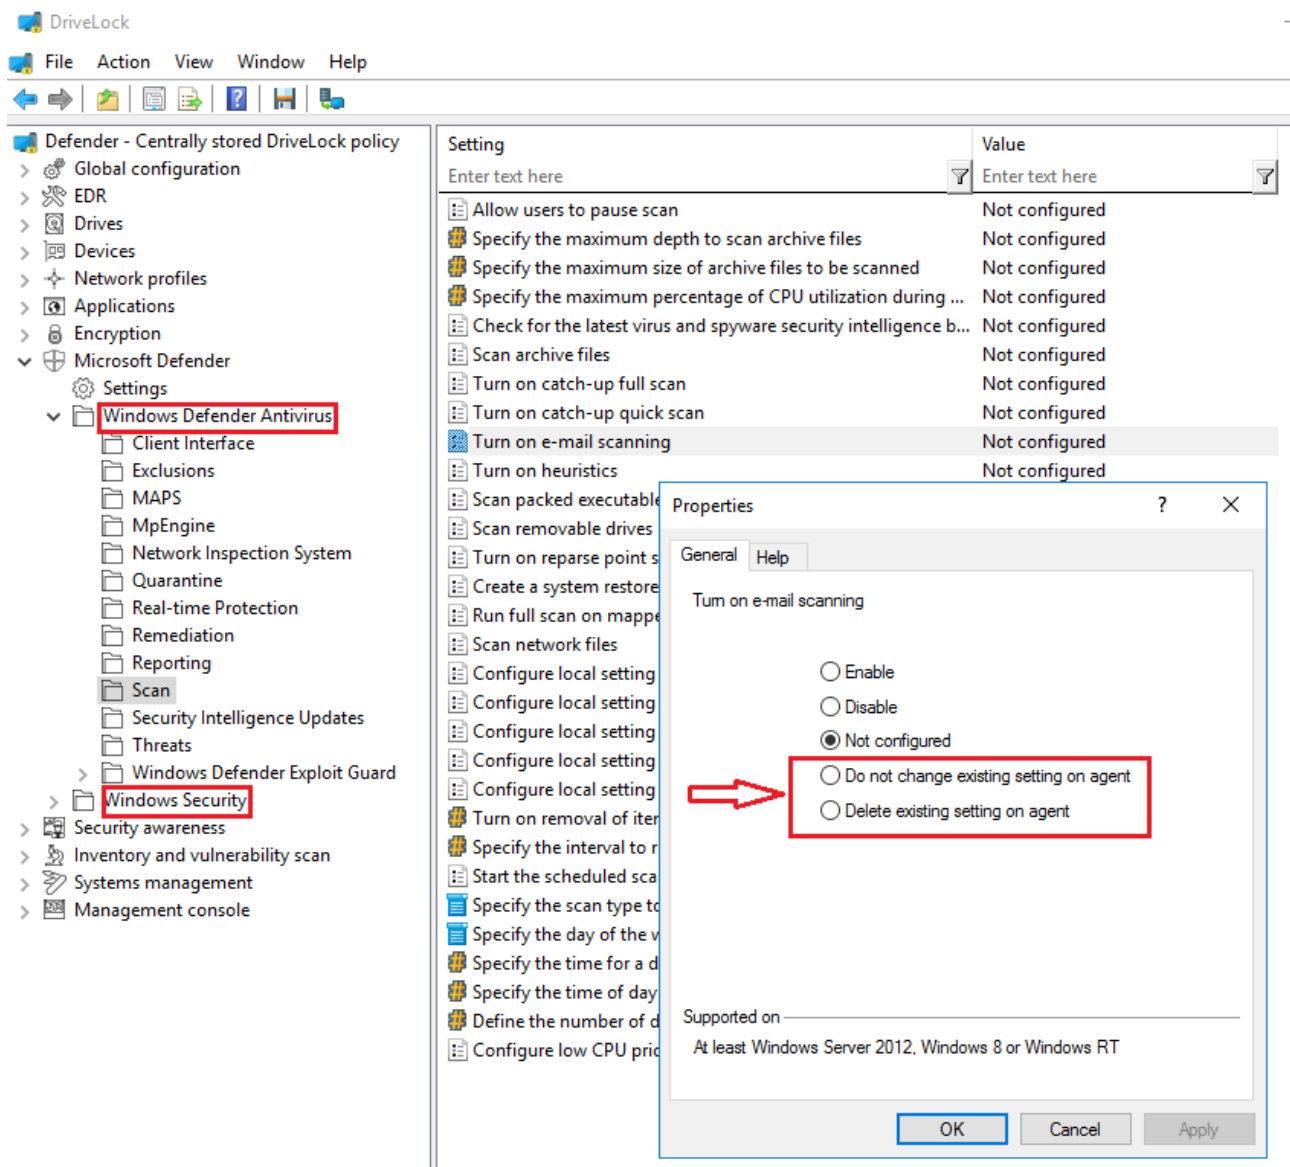 DriveLock
File Action View Window Help
Defender - Centrally stored DriveLock policy
Global configuration
EDR
Drives
Devices
Network profiles
Applications
Encryption
Microsoft Defender
Settings
Windows Defender Antivirus
Client Interface
Exclusions
MAPS
MpEngine
Network Inspection System
Quarantine
Real-time Protection
Remediation
Reporting
Scan
Security Intelligence Updates
Threats
Windows Defender Exploit Guard
Windows Security
Security awareness
Inventory and vulnerability scan
Systems management
Management console
Setting Value
Enter text here Enter text here
Allow users to pause scan Not configured
Specify the maximum depth to scan archive files Not configured
Specify the maximum size of archive files to be scanned Not configured
Specify the maximum percentage of CPU utilization during ... Not configured
Check for the latest virus and spyware security intelligence b... Not configured
Scan archive files Not configured
Turn on catch-up full scan Not configured
Turn on catch-up quick scan Not configured
Turn on e-mail scanning Not configured
Turn on heuristics Not configured
Scan packed executable
Scan removable drives
Turn on reparse point s
Create a system restore
Run full scan on mappe
Scan network files
Configure local setting
Configure local setting
Configure local setting
Configure local setting
Configure local setting
Turn on removal of iter
Specify the interval to r
Start the scheduled sca
Specify the scan type to
Specify the day of the w
Specify the time for a d
Specify the time of day
Define the number of d
Configure low CPU pric
Properties ?
General Help
Turn on e-mail scanning
Enable
Disable
Not configured
Do not change existing setting on agent
Delete existing setting on agent
Supported on
At least Windows Server 2012, Windows 8 or Windows RT
OK Cancel Apply